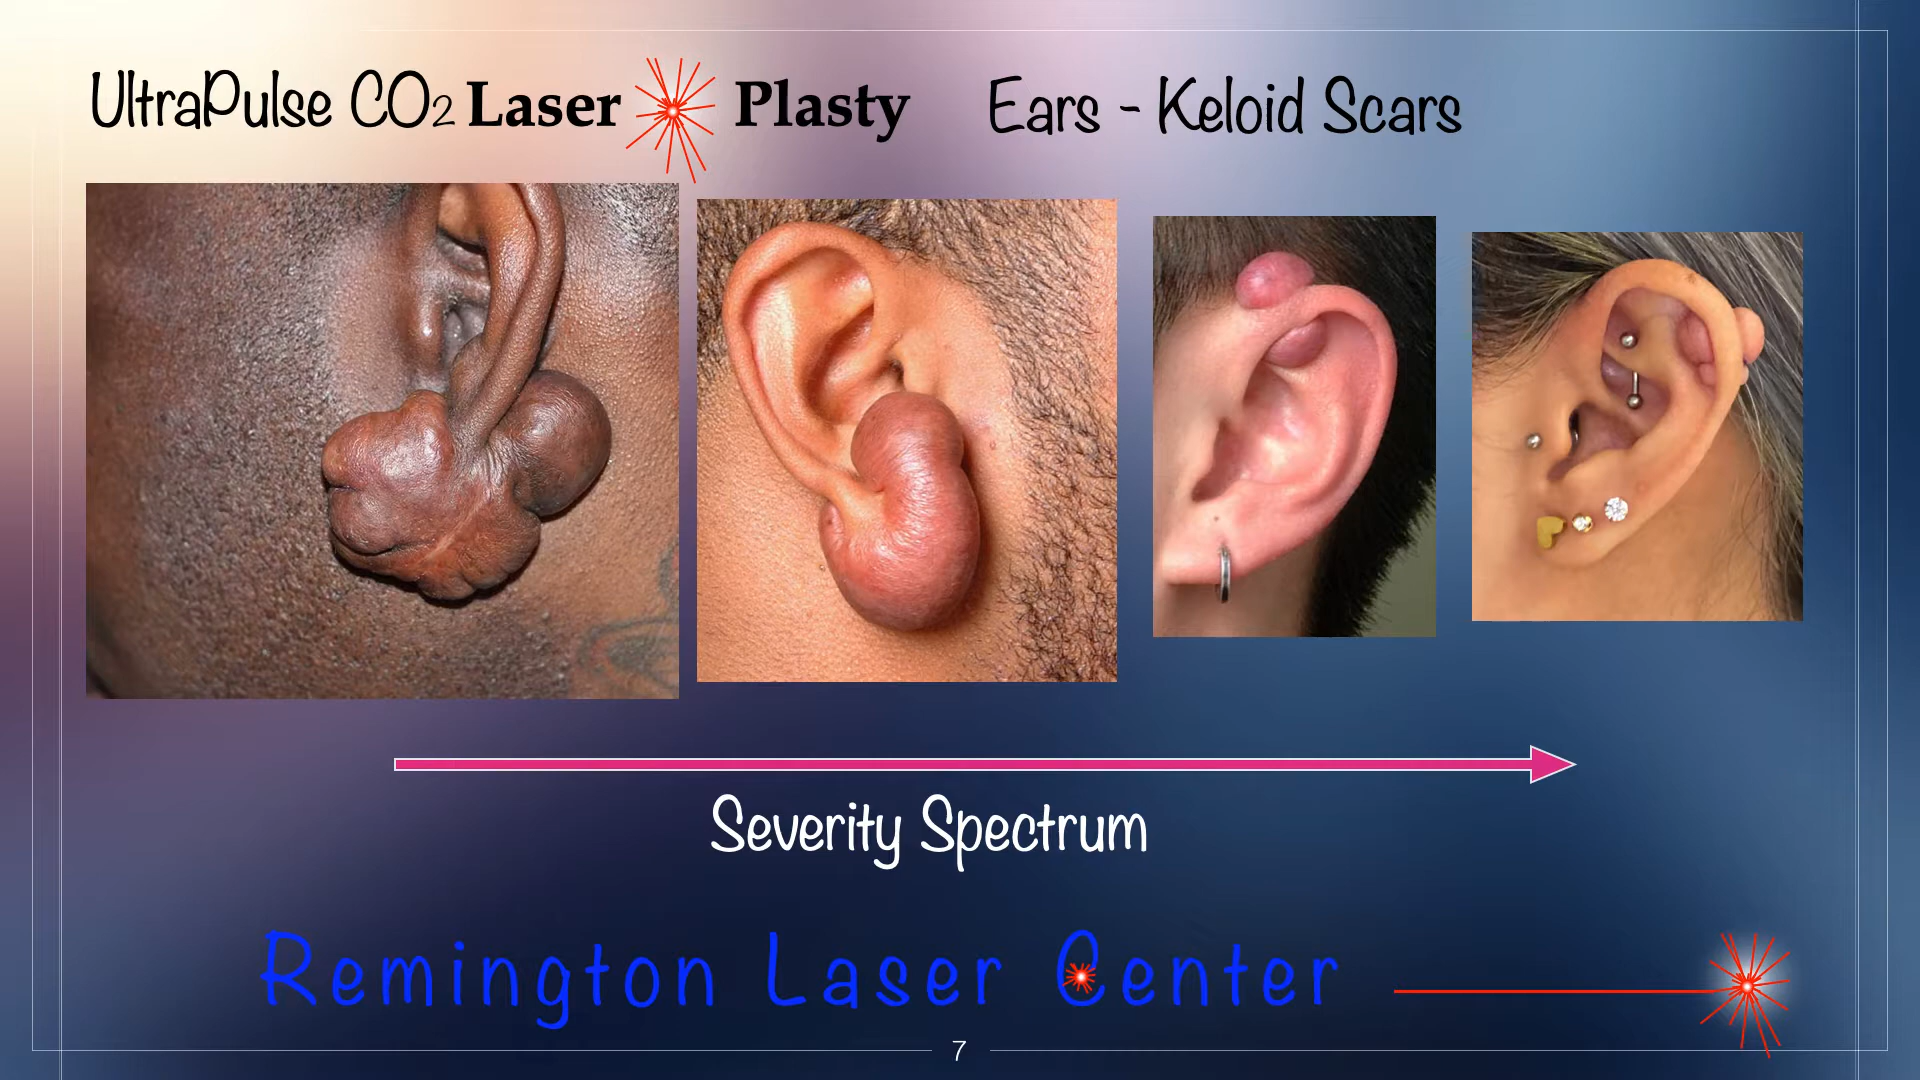 UltraPulse CO2 Laser Plasty Ears - Keloid Scars
Severity Spectrum
Remington Laser Center
7